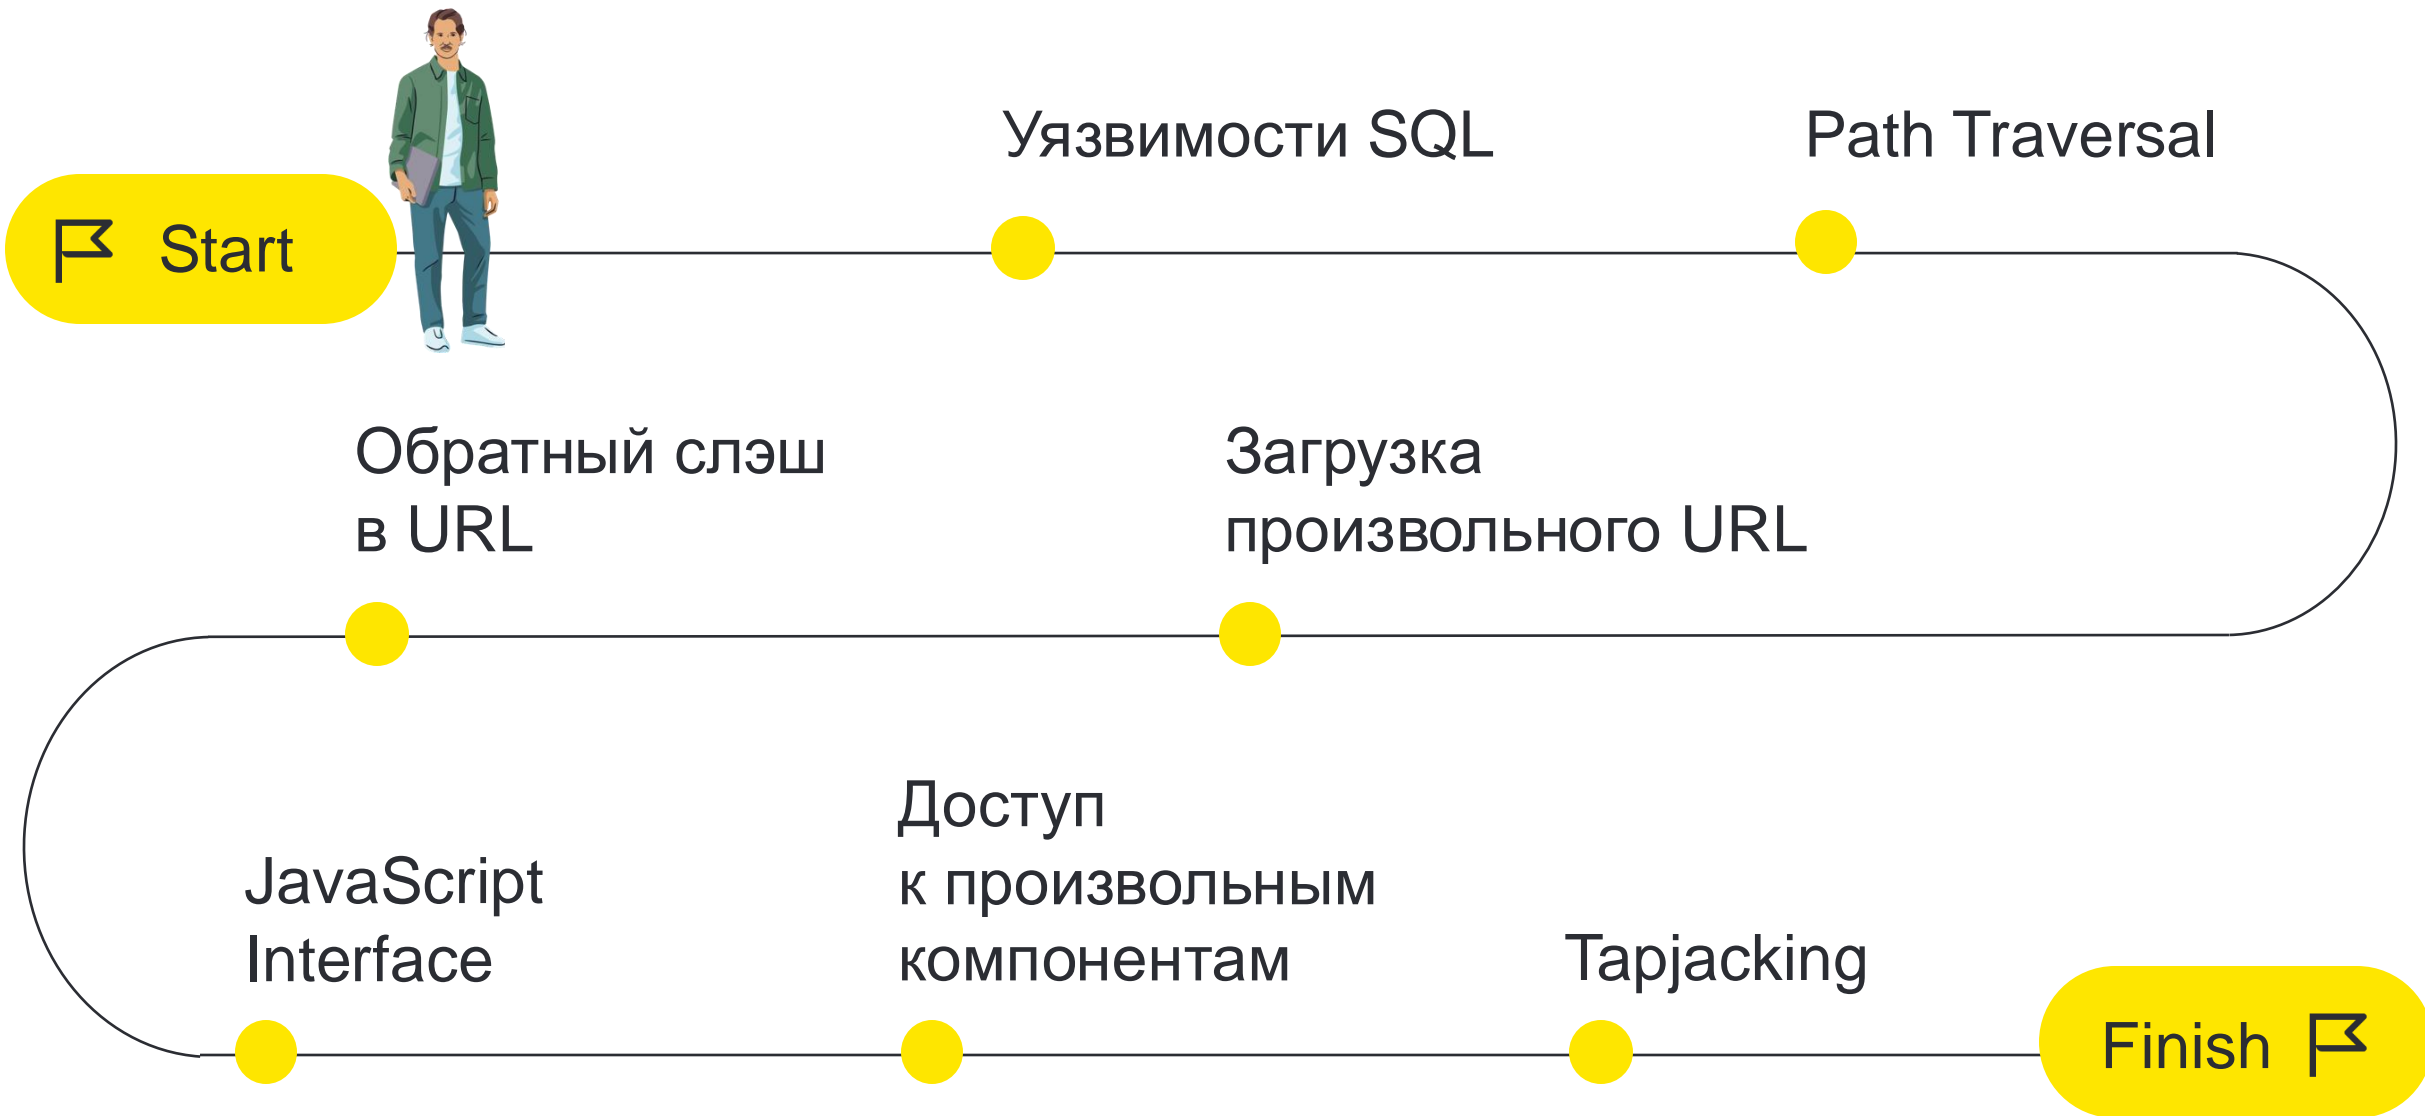 Start
Уязвимости SQL
Path Traversal
Обратный слэш
в URL
Загрузка
произвольного URL
JavaScript
Interface
Доступ
к произвольным
компонентам
Tapjacking
Finish